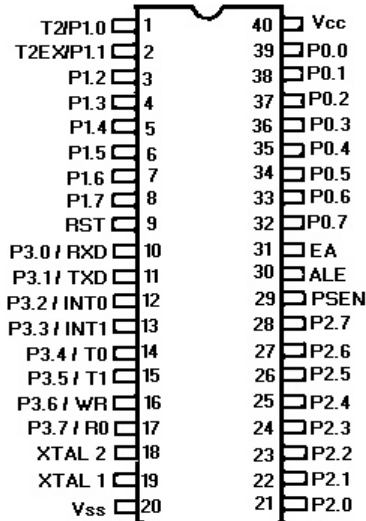 T2/P1.0 1 40 Vcc
T2EX/P1.1 2 39 P0.0
P1.2 3 38 P0.1
P1.3 4 37 P0.2
P1.4 5 36 P0.3
P1.5 6 35 P0.4
P1.6 7 34 P0.5
P1.7 8 33 P0.6
RST 9 32 P0.7
P3.0/ RXD 10 31 EA
P3.1/ TXD 11 30 ALE
P3.2/ INT0 12 29 PSEN
P3.3/ INT1 13 28 P2.7
P3.4/ T0 14 27 P2.6
P3.5/ T1 15 26 P2.5
P3.6/ WR 16 25 P2.4
P3.7/ R0 17 24 P2.3
XTAL 2 18 23 P2.2
XTAL 1 19 22 P2.1
Vss 20 21 P2.0